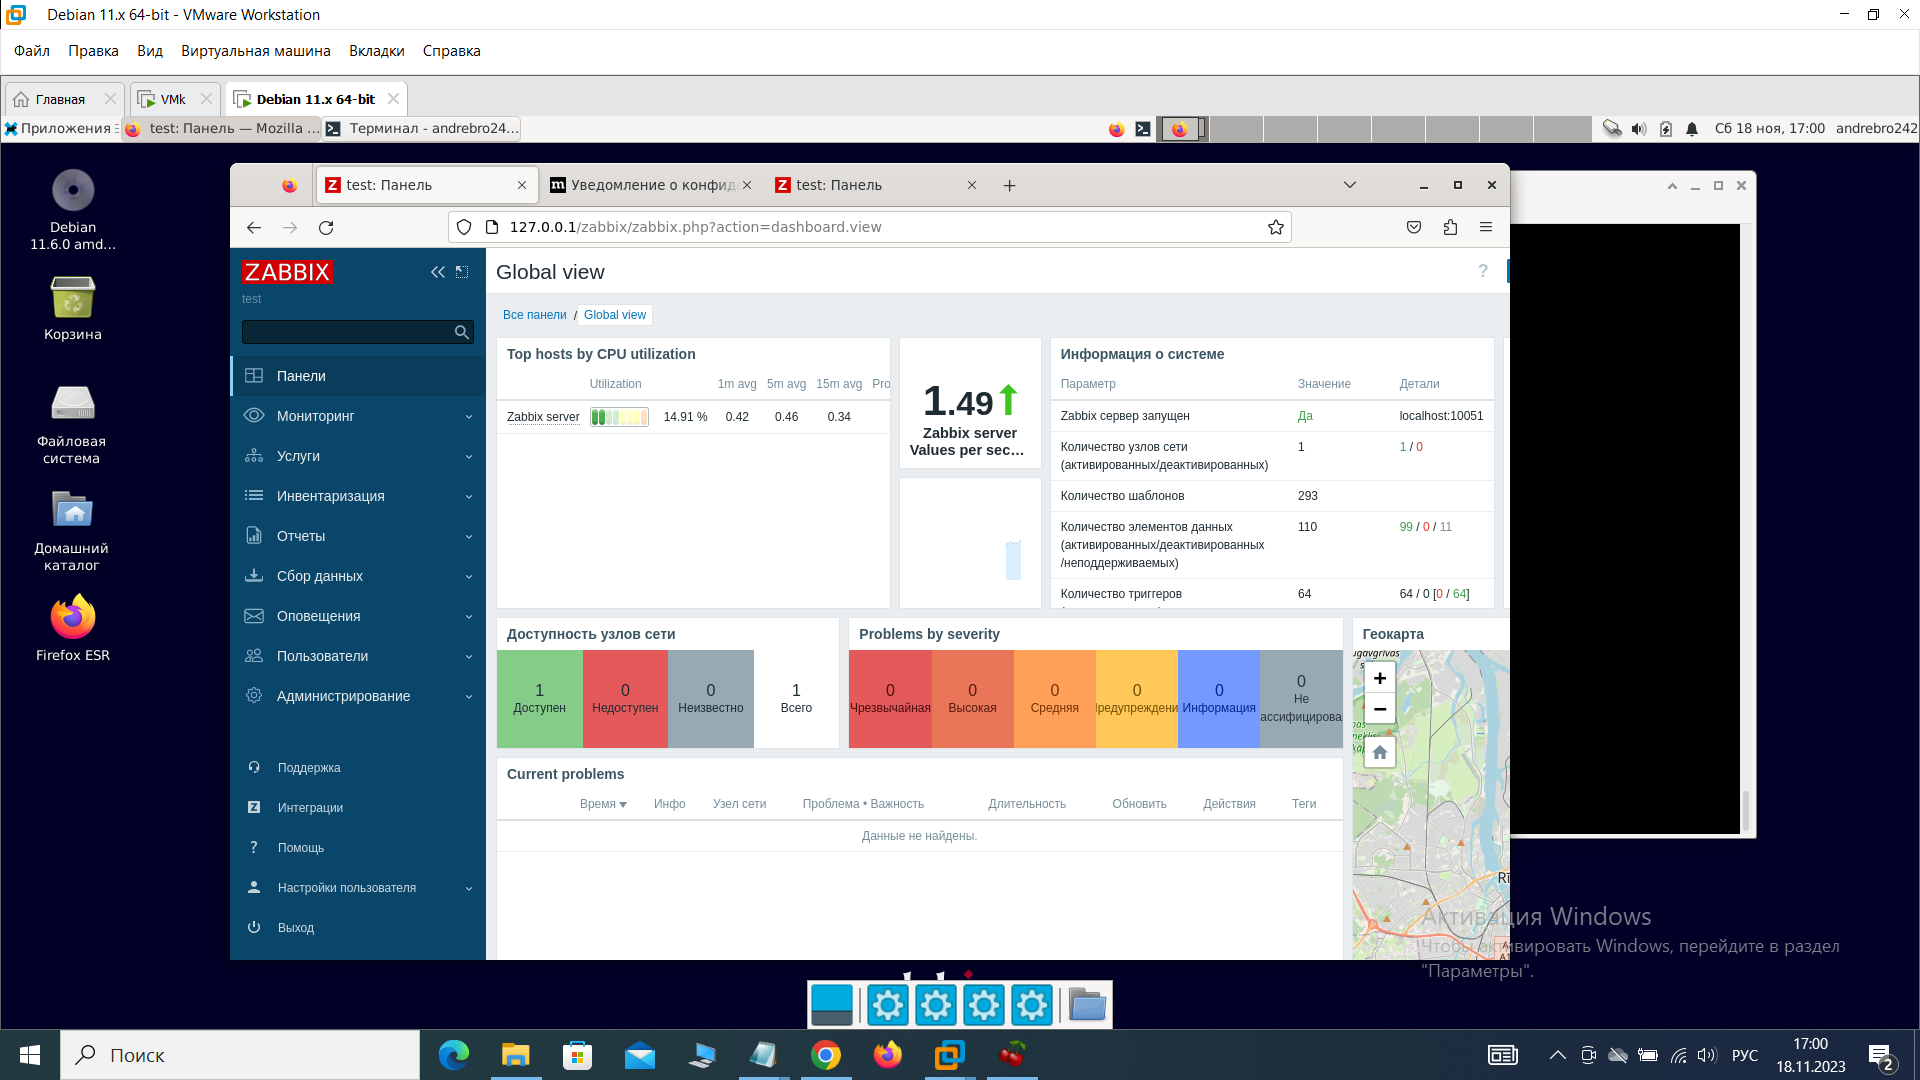 Debian 11.x 64-bit - VMware Workstation
Файл Правка Вид Виртуальная машина Вкладки Справка
Главная VMk Debian 11.x 64-bit
Приложения test: Панель — Mozilla ... Терминал - andrebro24... Сб 18 ноя, 17:00 andrebro242
Debian
11.6.0 amd...
Корзина
Файловая
система
Домашний
каталог
Firefox ESR
test: Панель Уведомление о конфид test: Панель
127.0.0.1/zabbix/zabbix.php?action=dashboard.view
ZABBIX
test
Панели
Мониторинг
Услуги
Инвентаризация
Отчеты
Сбор данных
Оповещения
Пользователи
Администрирование
Поддержка
Интеграции
Помощь
Настройки пользователя
Выход
Global view
Все панели / Global view
Top hosts by CPU utilization
Utilization 1m avg 5m avg 15m avg Pro
Zabbix server 14.91 % 0.42 0.46 0.34
1.49
Zabbix server
Values per sec...
Информация о системе
Параметр Значение Детали
Zabbix сервер запущен Да localhost:10051
Количество узлов сети
(активированных/деактивированных) 1 1 / 0
Количество шаблонов 293
Количество элементов данных
(активированных/деактивированных
/неподдерживаемых) 110 99 / 0 / 11
Количество триггеров 64 64 / 0 [0 / 64]
Доступность узлов сети
1 Доступен
0 Недоступен
0 Неизвестно
1 Всего
Problems by severity
0 Чрезвычайная
0 Высокая
0 Средняя
0 Іредупреждени
0 Информация
0 Не
ассифицирова
Геокарта
+
−
Current problems
Время Инфо Узел сети Проблема • Важность Длительность Обновить Действия Теги
Данные не найдены.
Активация Windows
Чтобы активировать Windows, перейдите в раздел
"Параметры".
Поиск
РУС
17:00
18.11.2023
2